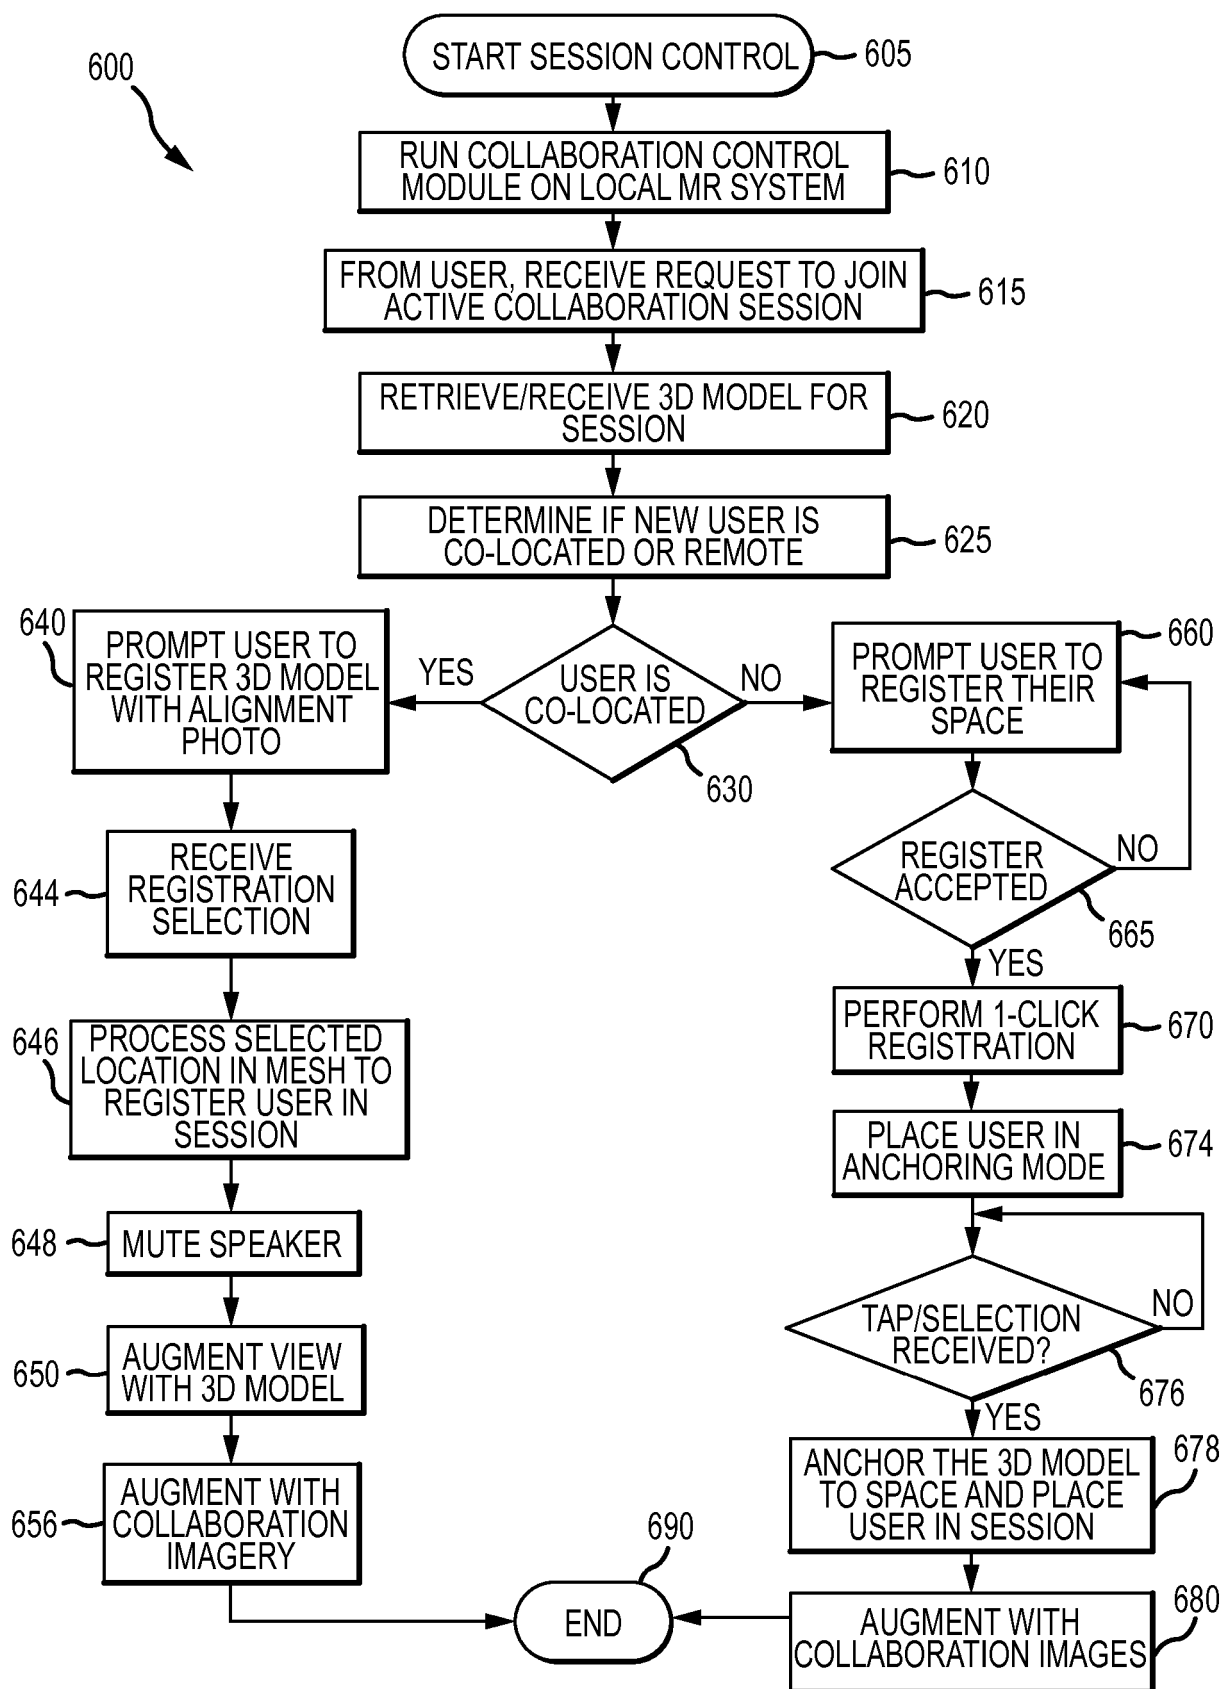 600
START SESSION CONTROL
605
RUN COLLABORATION CONTROL
MODULE ON LOCAL MR SYSTEM
610
FROM USER, RECEIVE REQUEST TO JOIN
ACTIVE COLLABORATION SESSION
615
RETRIEVE/RECEIVE 3D MODEL FOR
SESSION
620
DETERMINE IF NEW USER IS
CO-LOCATED OR REMOTE
625
USER IS
CO-LOCATED
630
YES
NO
640
PROMPT USER TO
REGISTER 3D MODEL
WITH ALIGNMENT
PHOTO
RECEIVE
REGISTRATION
SELECTION
644
646
PROCESS SELECTED
LOCATION IN MESH TO
REGISTER USER IN
SESSION
648
MUTE SPEAKER
650
AUGMENT VIEW
WITH 3D MODEL
656
AUGMENT WITH
COLLABORATION
IMAGERY
660
PROMPT USER TO
REGISTER THEIR
SPACE
REGISTER
ACCEPTED
NO
665
YES
PERFORM 1-CLICK
REGISTRATION
670
PLACE USER IN
ANCHORING MODE
674
TAP/SELECTION
RECEIVED?
NO
676
YES
ANCHOR THE 3D MODEL
TO SPACE AND PLACE
USER IN SESSION
678
AUGMENT WITH
COLLABORATION IMAGES
680
690
END